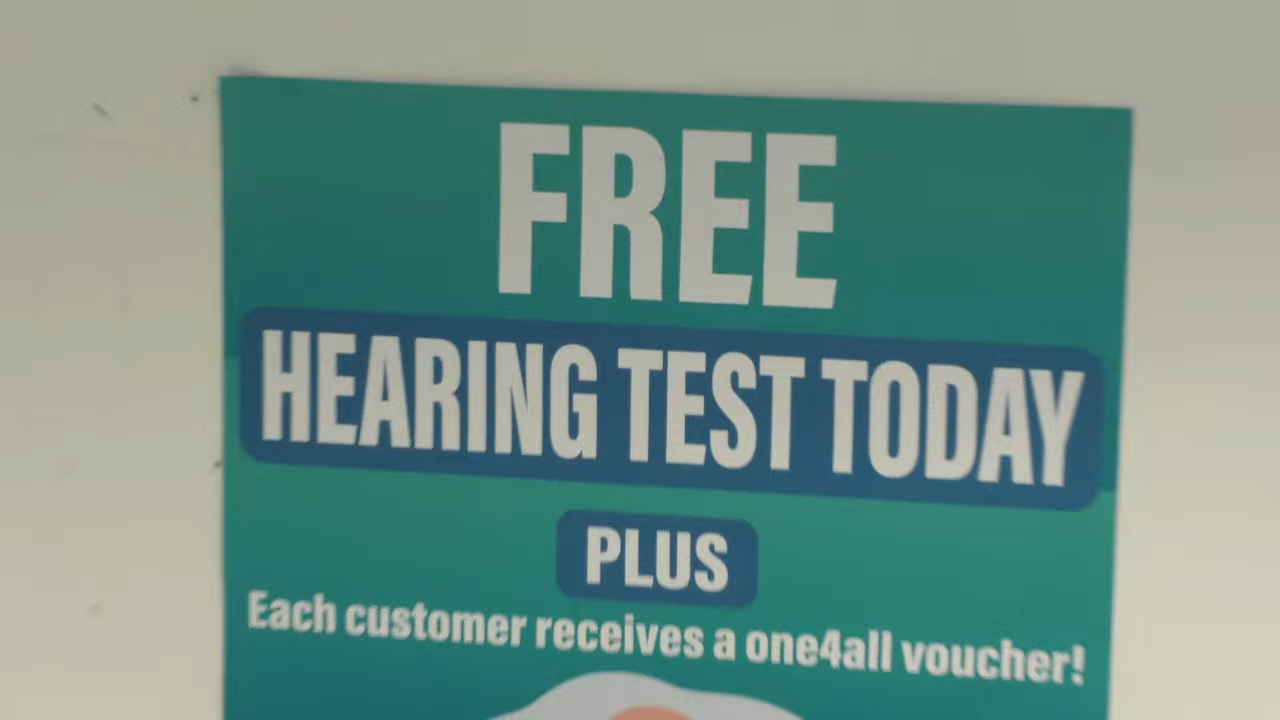 FREE
HEARING TEST TODAY
PLUS
Each customer receives a one4all voucher!